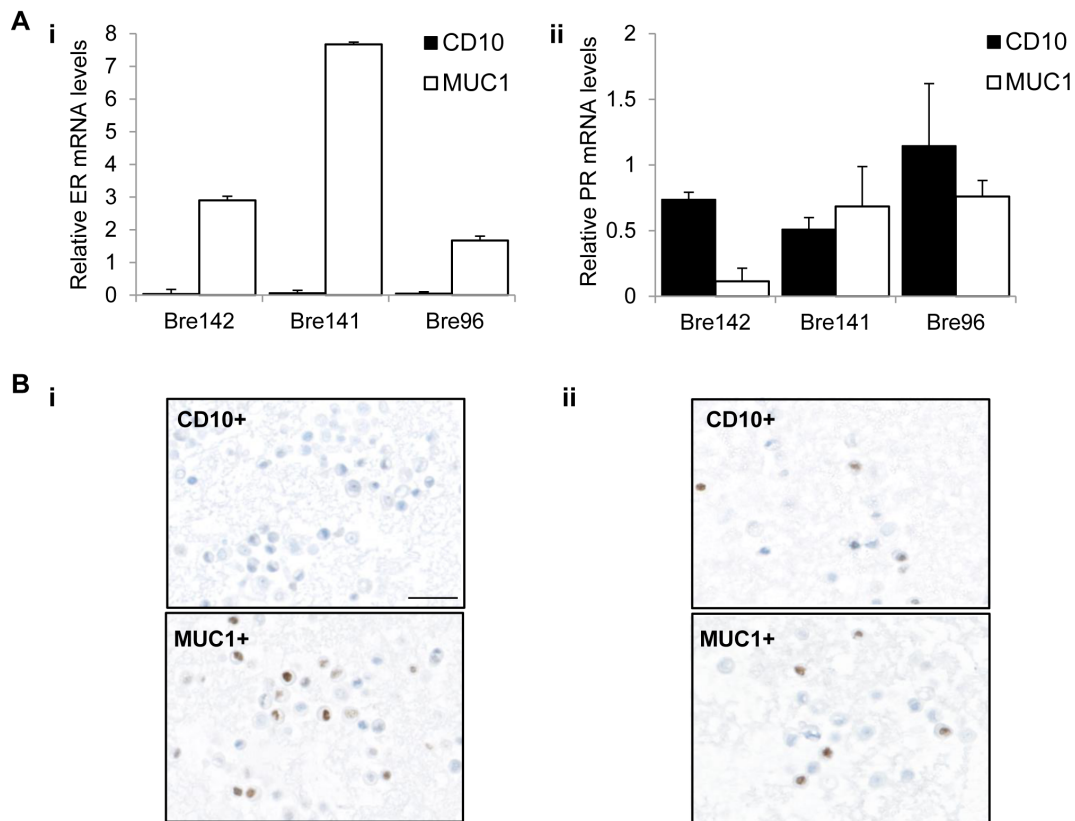 A
i
Relative ER mRNA levels
8
7
6
5
4
3
2
1
0
CD10
MUC1
Bre142 Bre141 Bre96
ii
Relative PR mRNA levels
2
1.5
1
0.5
0
CD10
MUC1
Bre142 Bre141 Bre96
B
i
CD10+
MUC1+
ii
CD10+
MUC1+